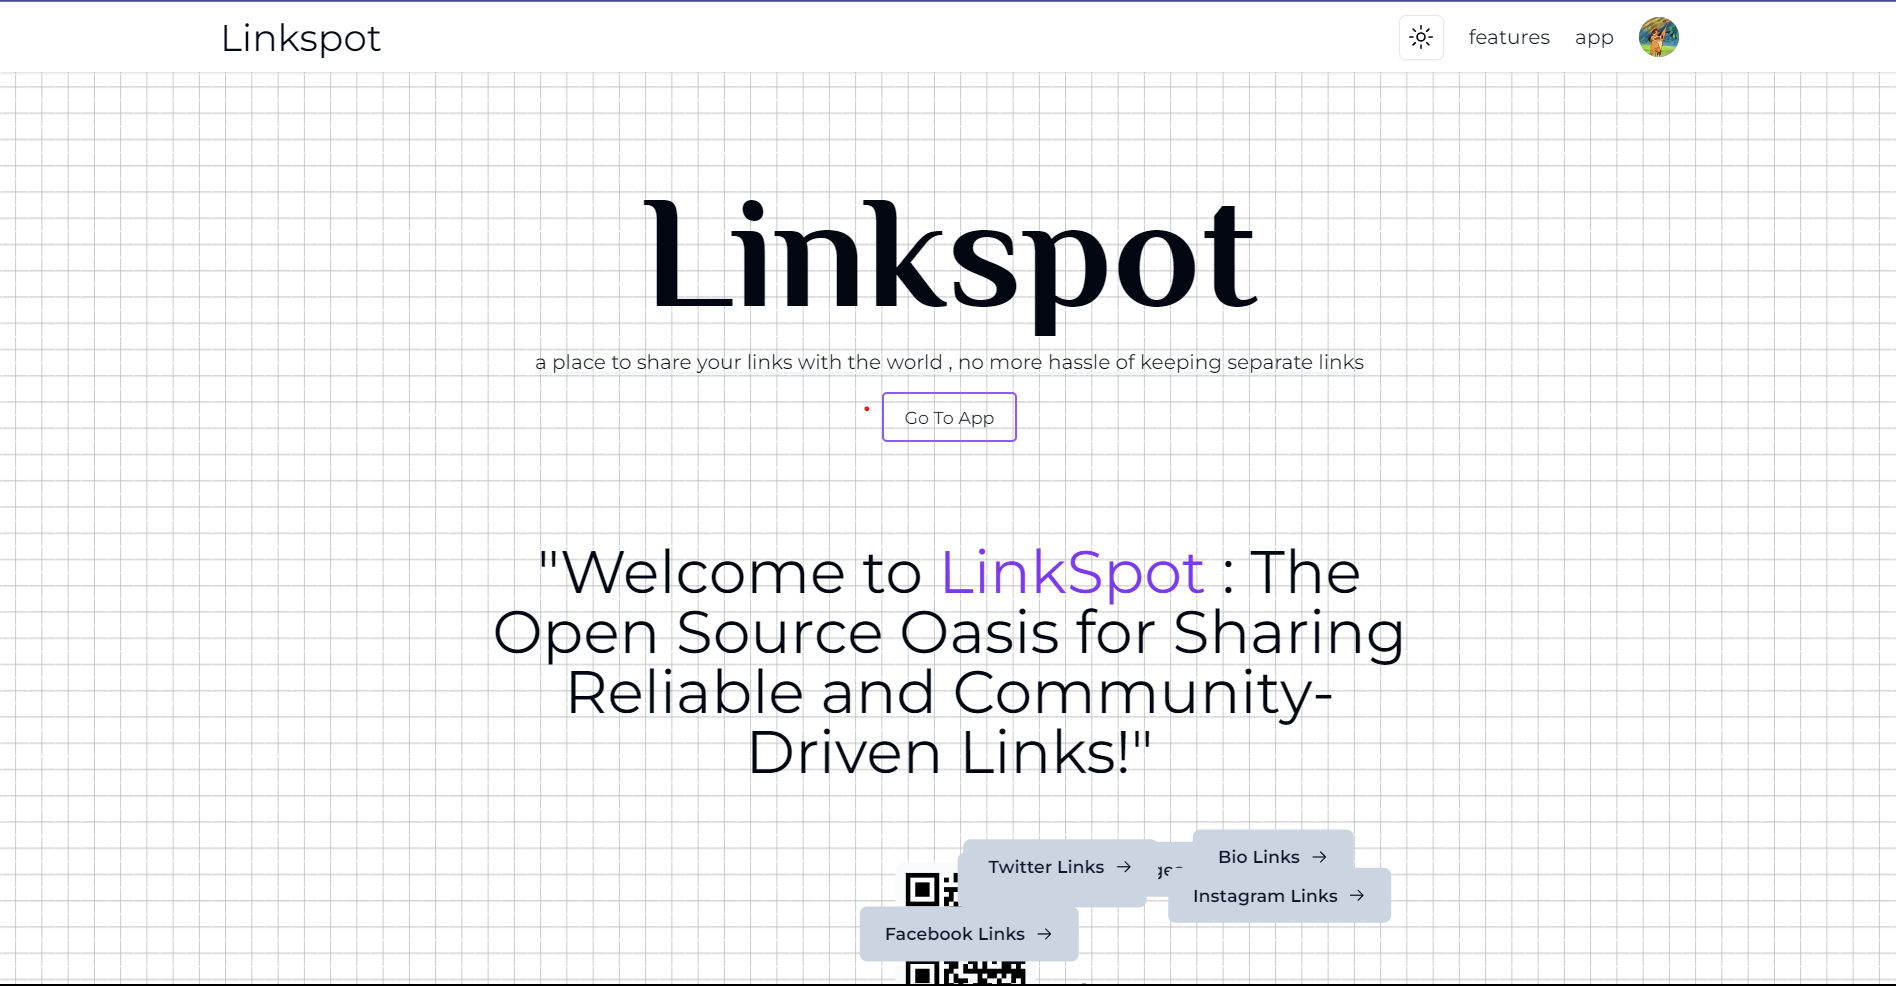 Linkspot
features
app
Linkspot
a place to share your links with the world , no more hassle of keeping separate links
Go To App
"Welcome to LinkSpot : The
Open Source Oasis for Sharing
Reliable and Community-
Driven Links!"
Twitter Links
Bio Links
Instagram Links
Facebook Links